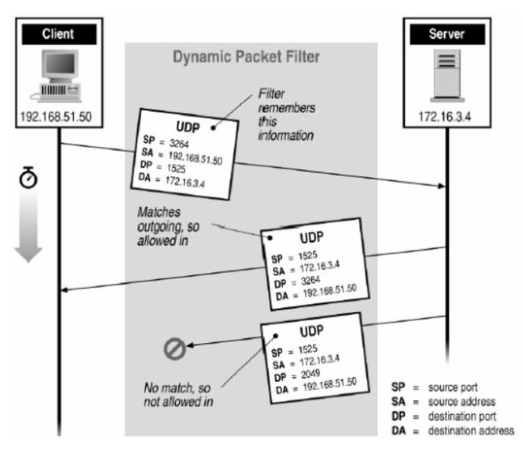 Client
Server
Dynamic Packet Filter
192.168.51.50
172.16.3.4
Filter
remembers
this
information
UDP
SP = 3264
SA = 192.168.51.50
DP = 1525
DA = 172.16.3.4
Matches
outgoing, so
allowed in
UDP
SP = 1525
SA = 172.16.3.4
DP = 3264
DA = 192.168.51.50
UDP
SP = 1525
SA = 172.16.3.4
DP = 2049
DA = 192.168.51.50
No match, so
not allowed in
SP = source port
SA = source address
DP = destination port
DA = destination address